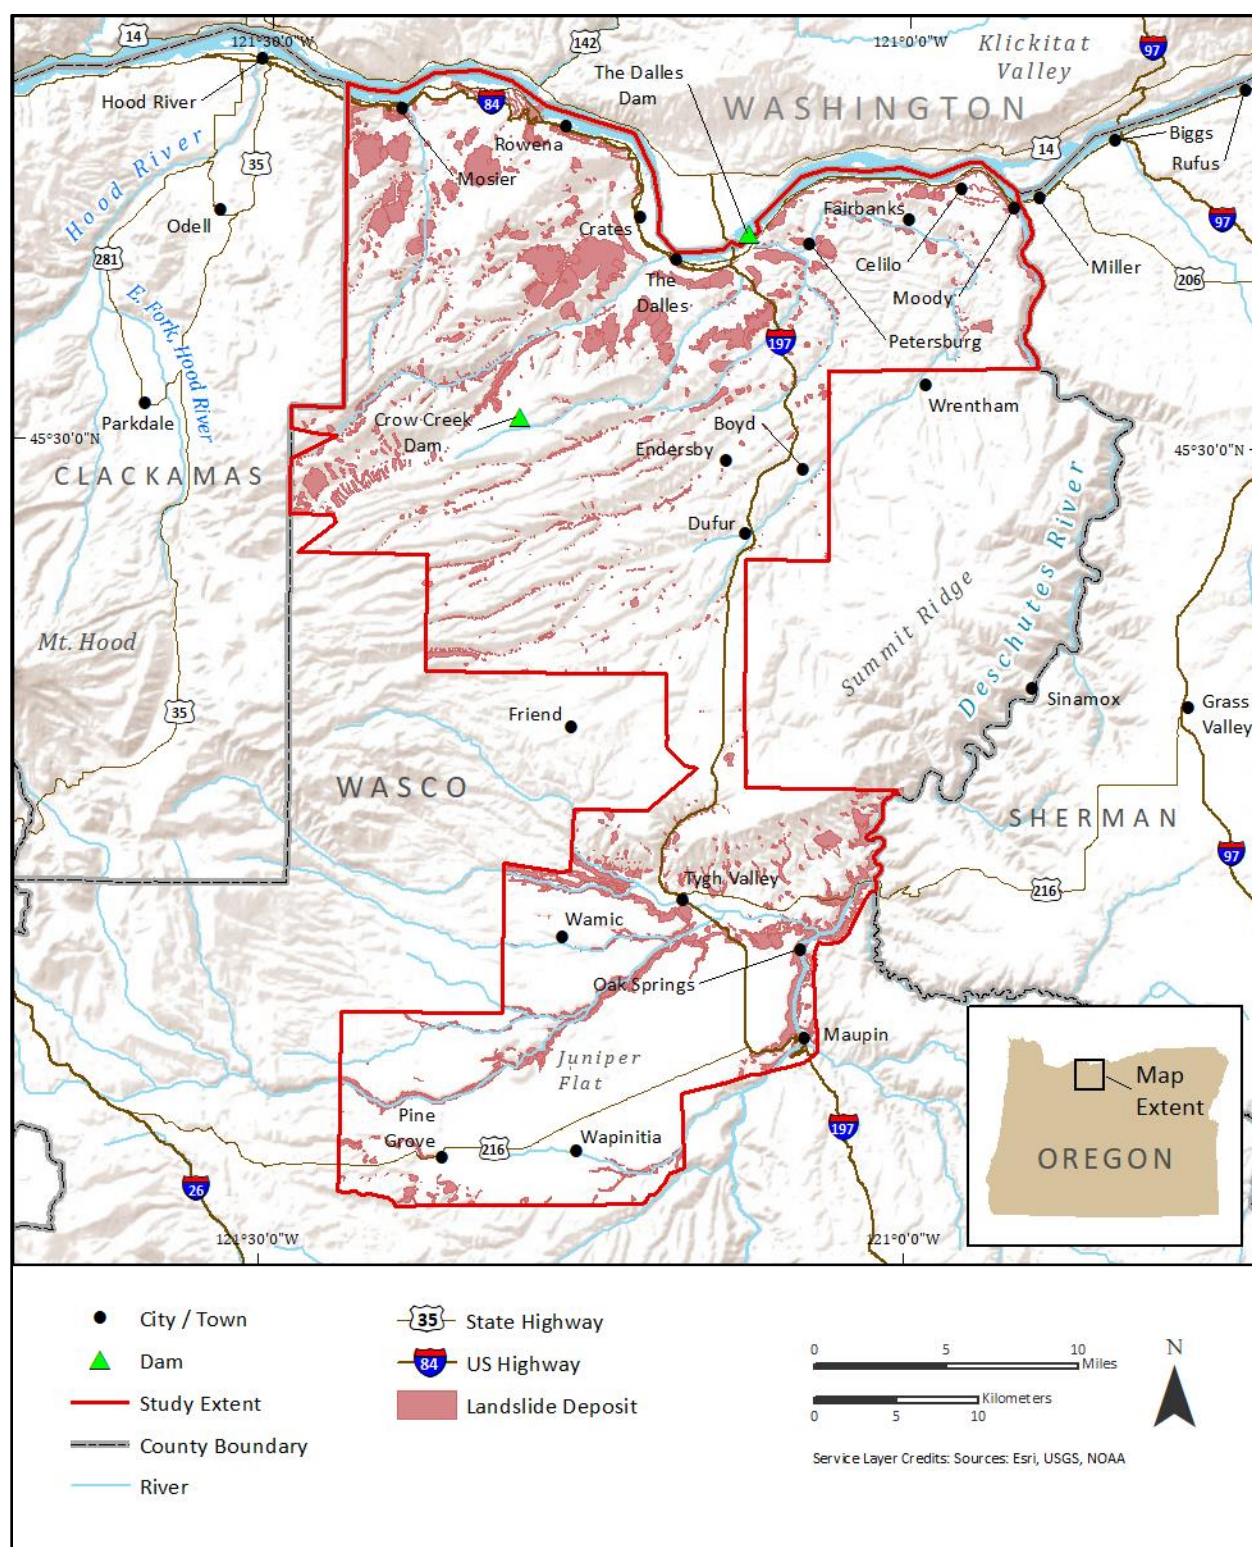 14
121°30'0"W
142
The Dalles
Dam
121°0'0"W
Klickitat
Valley
97
Hood River
84
WASHINGTON
Rowena
Biggs
14
Rufus
Hood River
35
Mosier
Odell
Crates
Fairbanks
97
281
The
Dalles
Celilo
Miller
206
E. Fork, Hood River
Moody
197
Petersburg
Parkdale
Crow Creek
Dam
Boyd
Wrentham
45°30'0"N
Endersby
45°30'0"N
CLACKAMAS
Dufur
Deschutes River
Summit Ridge
Mt. Hood
35
Friend
Sinamox
Grass
Valley
WASCO
SHERMAN
97
Tygh Valley
216
Wamic
Oak Springs
Maupin
Juniper
Flat
Map
Extent
Pine
Grove
216
Wapinitia
197
OREGON
26
121°30'0"W
121°0'0"W
City / Town
35
State Highway
Dam
84
US Highway
Study Extent
Landslide Deposit
County Boundary
River
0
5
10
Miles
Kilometers
0
5
10
N
Service Layer Credits: Sources: Esri, USGS, NOAA